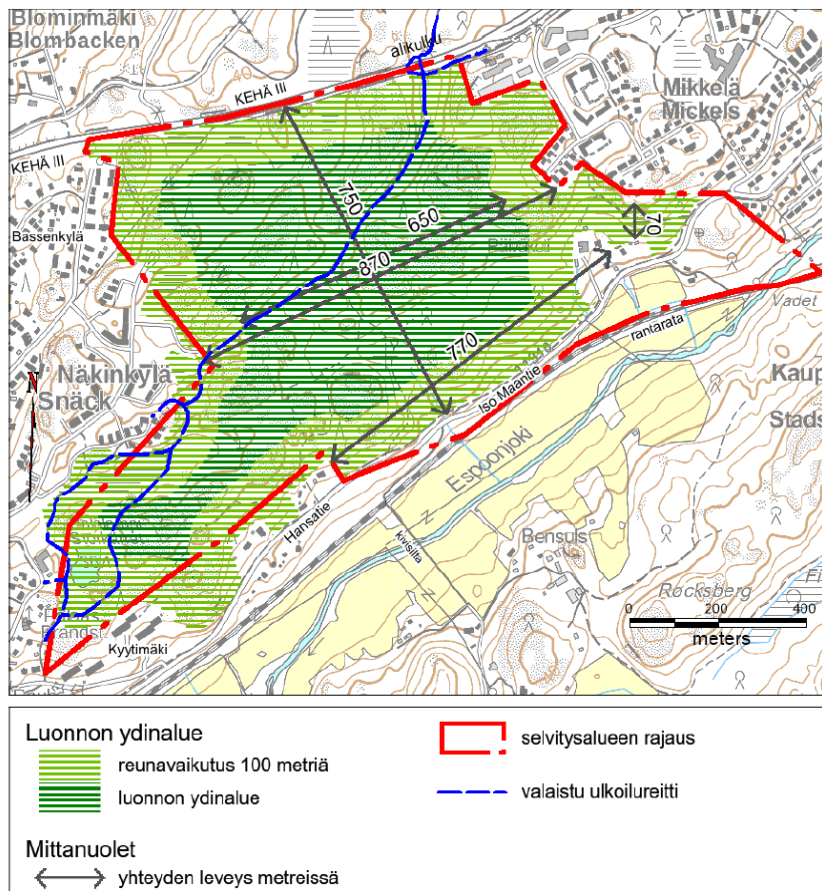 Blominmäki
Blombacken
alikulku
KEHÄ III
40
Mikkelä
Mickels
KEHÄ III
750
650
70
Bassenkylä
870
Vadet
770
rantarata
Näkinkylä
Snäck
N
Iso Maantie
Kaup
Stads
Espoonjoki
Hansatie
kivisilta
Bensuls
Rocksberg
Fi
0 200 400
meters
Kyytimäki
Luonnon ydinalue
reunavaikutus 100 metriä
luonnon ydinalue
selvitysalueen rajaus
valaistu ulkoilureitti
Mittanuolet
yhteyden leveys metreissä